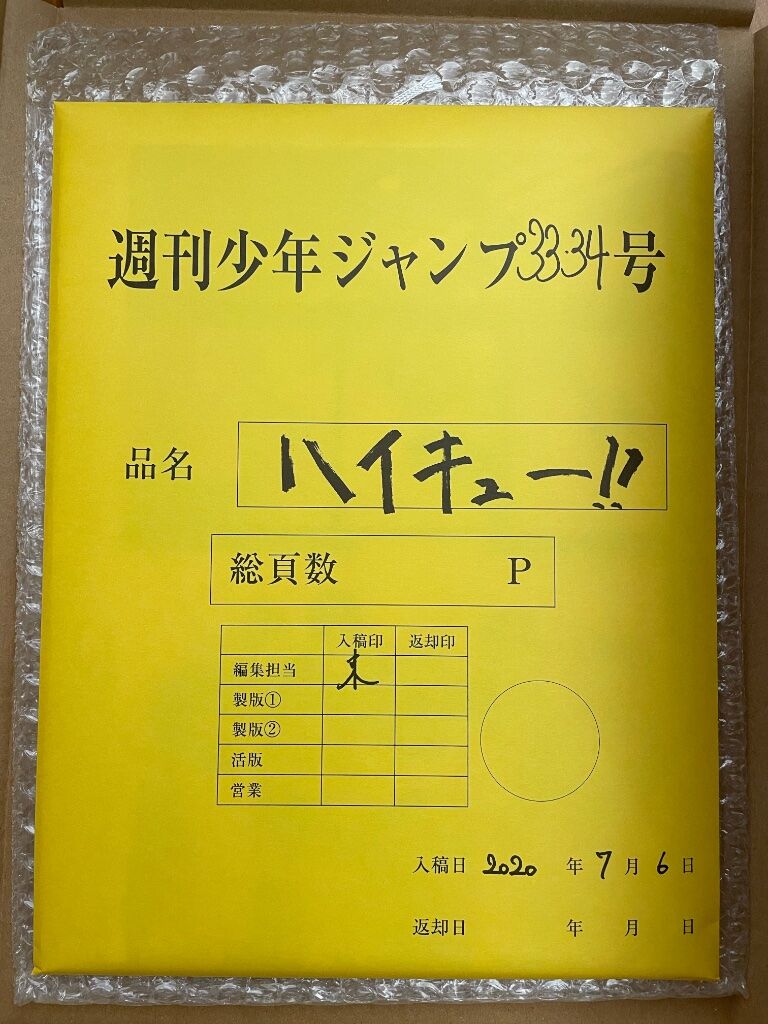 週刊少年ジャンプ33・34号
品名 ハイキュー!!
総頁数 P
入稿印 返却印
編集担当 末
製版①
製版②
活版
営業
入稿日 2020 年 7 月 6 日
返却日 年 月 日